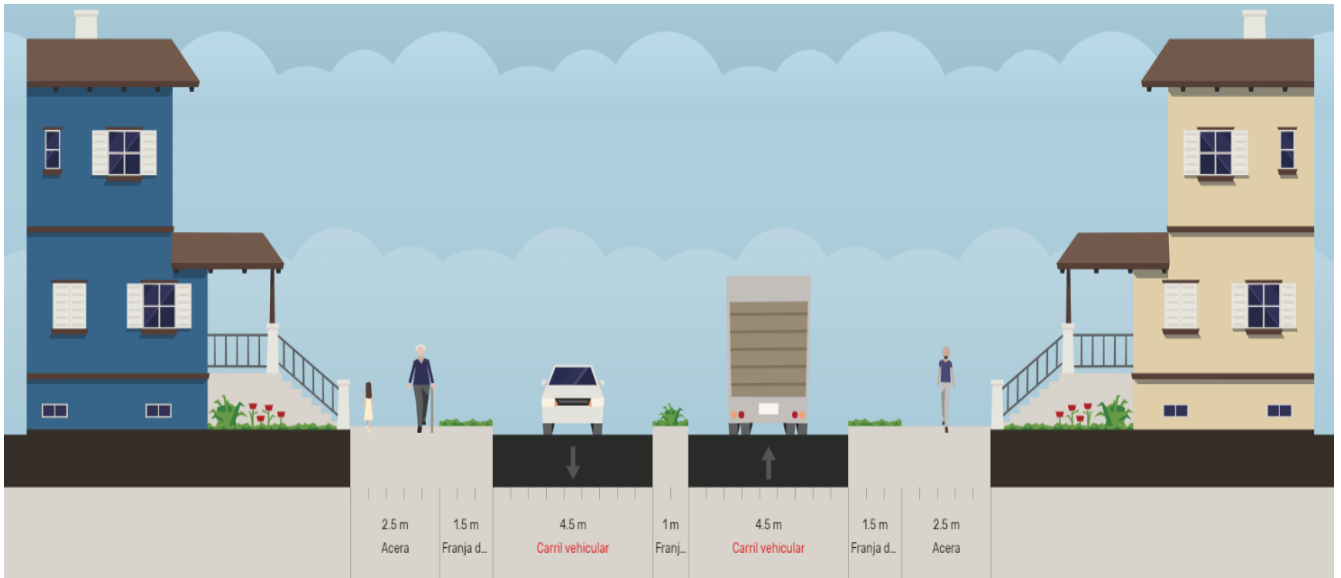 2.5 m
Acera
1.5 m
Franja d...
4.5 m
Carril vehicular
1 m
Franj...
4.5 m
Carril vehicular
1.5 m
Franja d...
2.5 m
Acera